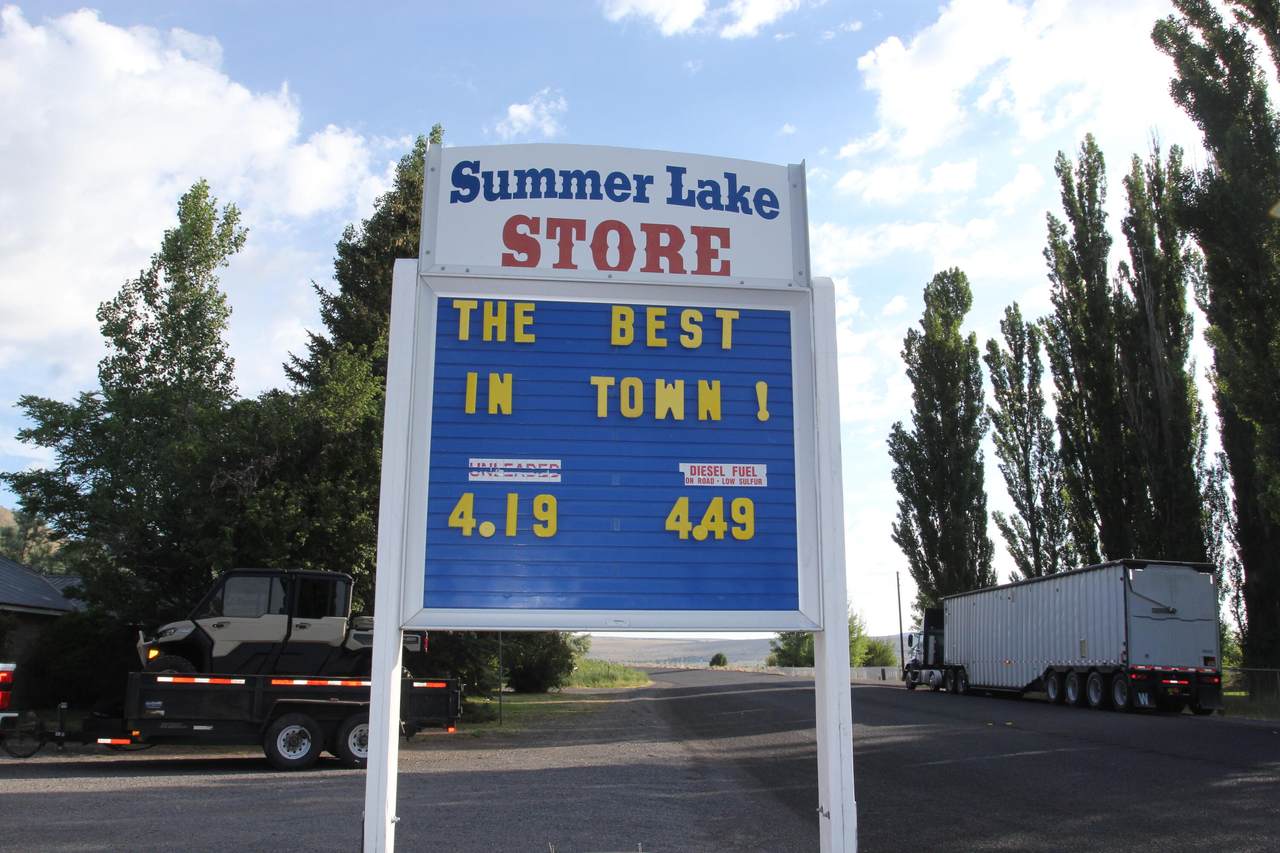 Summer Lake
STORE
THE BEST
IN TOWN!
UNLEADED
4.19
DIESEL FUEL
ON ROAD · LOW SULFUR
4.49